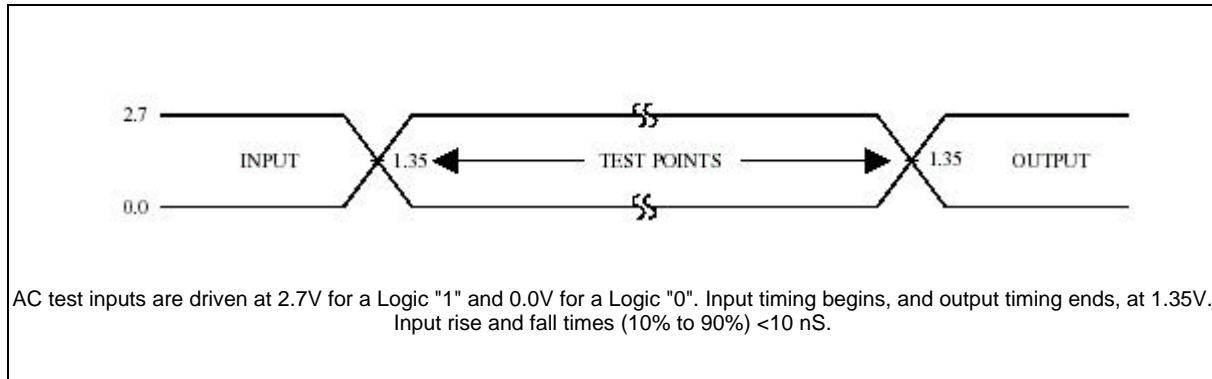 2.7
INPUT 1.35 TEST POINTS 1.35 OUTPUT
0.0
AC test inputs are driven at 2.7V for a Logic "1" and 0.0V for a Logic "0". Input timing begins, and output timing ends, at 1.35V.
Input rise and fall times (10% to 90%) <10 nS.